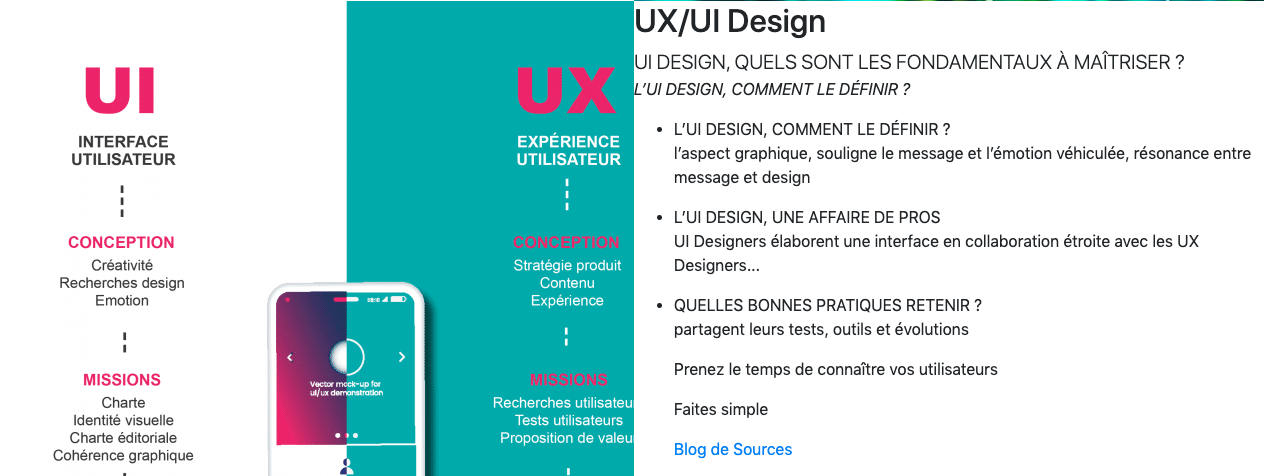 UI
INTERFACE
UTILISATEUR
CONCEPTION
Créativité
Recherches design
Emotion
MISSIONS
Charte
Identité visuelle
Charte éditoriale
Cohérence graphique
08:16
Vector mock-up for
ui/ux demonstration
UX
EXPÉRIENCE
UTILISATEUR
CONCEPTION
Stratégie produit
Contenu
Expérience
MISSIONS
Recherches utilisateu
Tests utilisateurs
Proposition de valeu
UX/UI Design
UI DESIGN, QUELS SONT LES FONDAMENTAUX À MAÎTRISER ?
L’UI DESIGN, COMMENT LE DÉFINIR ?
• L’UI DESIGN, COMMENT LE DÉFINIR ?
l’aspect graphique, souligne le message et l’émotion véhiculée, résonance entre
message et design
• L’UI DESIGN, UNE AFFAIRE DE PROS
UI Designers élaborent une interface en collaboration étroite avec les UX
Designers...
• QUELLES BONNES PRATIQUES RETENIR ?
partagent leurs tests, outils et évolutions
Prenez le temps de connaître vos utilisateurs
Faites simple
Blog de Sources